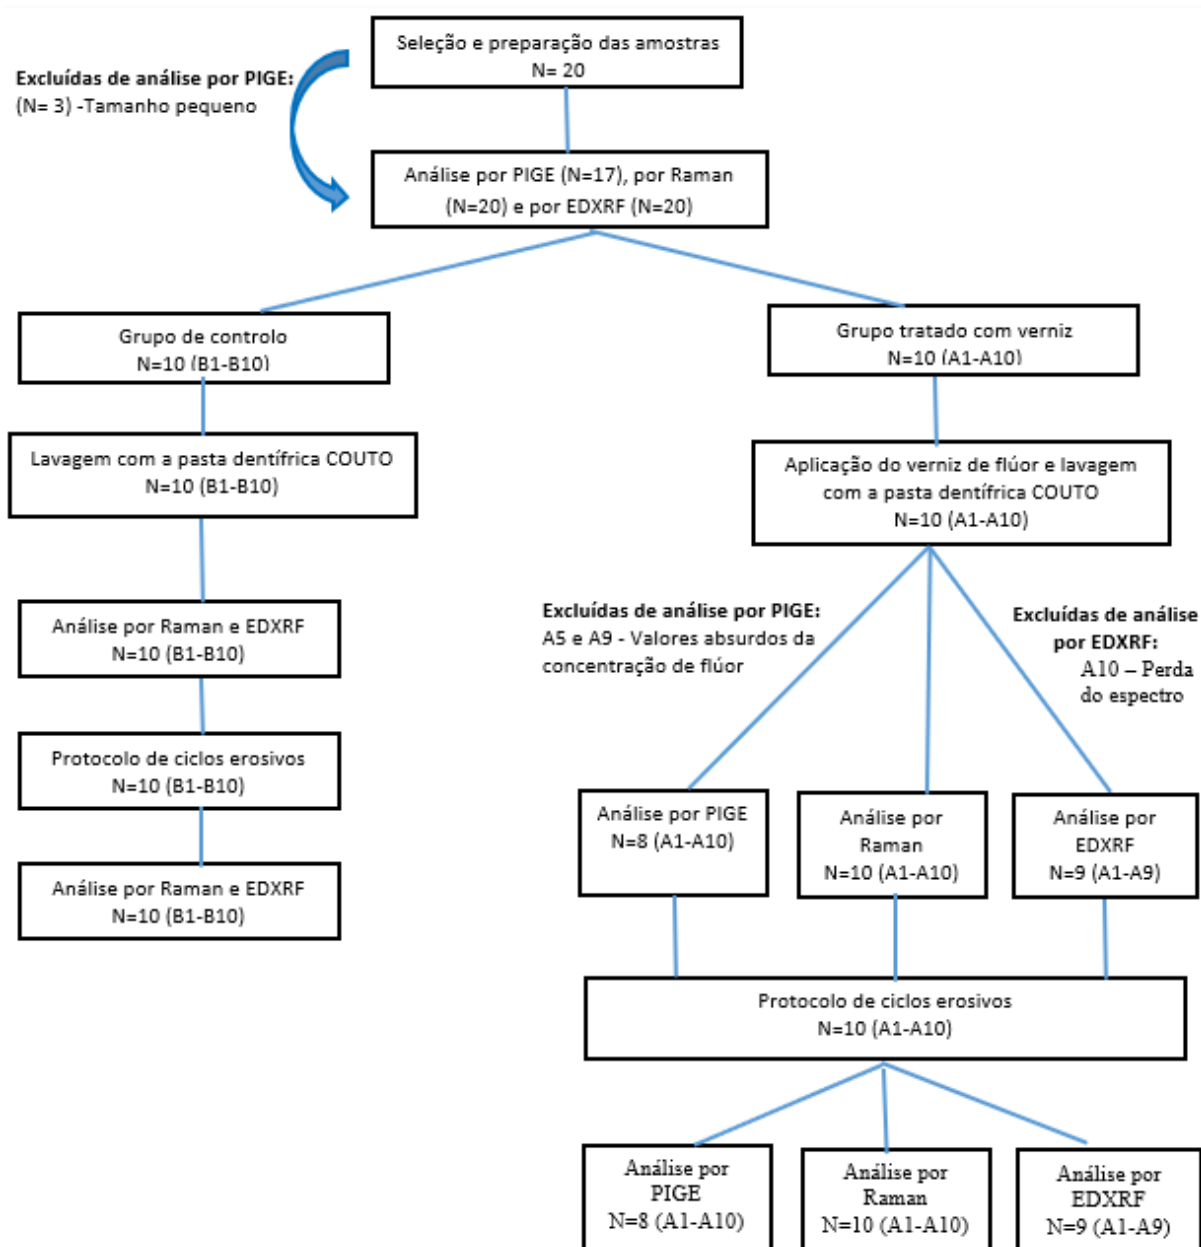 Seleção e preparação das amostras
N= 20
Excluídas de análise por PIGE:
(N= 3) -Tamanho pequeno
Análise por PIGE (N=17), por Raman
(N=20) e por EDXRF (N=20)
Grupo de controlo
N=10 (B1-B10)
Grupo tratado com verniz
N=10 (A1-A10)
Lavagem com a pasta dentífrica COUTO
N=10 (B1-B10)
Aplicação do verniz de flúor e lavagem
com a pasta dentífrica COUTO
N=10 (A1-A10)
Excluídas de análise por PIGE:
A5 e A9 - Valores absurdos da
concentração de flúor
Excluídas de análise
por EDXRF:
A10 – Perda
do espectro
Análise por Raman e EDXRF
N=10 (B1-B10)
Protocolo de ciclos erosivos
N=10 (B1-B10)
Análise por Raman e EDXRF
N=10 (B1-B10)
Análise por PIGE
N=8 (A1-A10)
Análise por
Raman
N=10 (A1-A10)
Análise por
EDXRF
N=9 (A1-A9)
Protocolo de ciclos erosivos
N=10 (A1-A10)
Análise por
PIGE
N=8 (A1-A10)
Análise por
Raman
N=10 (A1-A10)
Análise por
EDXRF
N=9 (A1-A9)